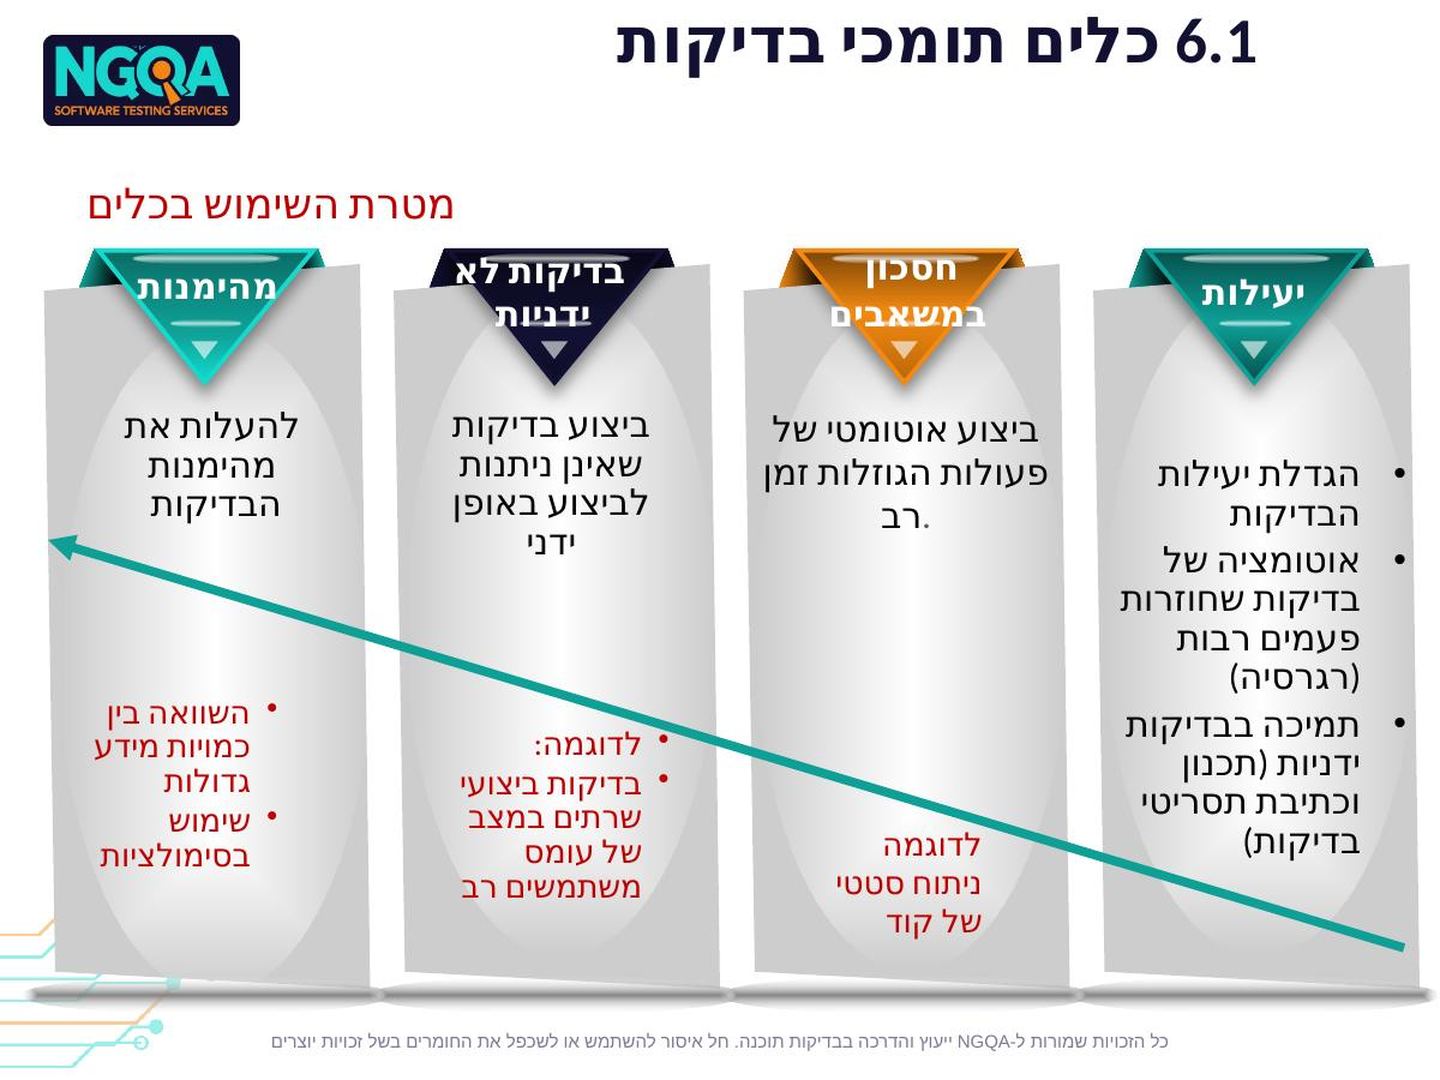 6.1 כלים תומכי בדיקות
NGQA
SOFTWARE TESTING SERVICES
מטרת השימוש בכלים
יעילות
• הגדלת יעילות
הבדיקות
• אוטומציה של
בדיקות שחוזרות
פעמים רבות
(רגרסיה)
• תמיכה בבדיקות
ידניות (תכנון
וכתיבת תסריטי
בדיקות)
חסכון
במשאבים
ביצוע אוטומטי של
פעולות הגוזלות זמן
רב.
לדוגמה
ניתוח סטטי
של קוד
בדיקות לא
ידניות
ביצוע בדיקות
שאינן ניתנות
לביצוע באופן
ידני
• לדוגמה:
• בדיקות ביצועי
שרתים במצב
של עומס
משתמשים רב
מהימנות
להעלות את
מהימנות
הבדיקות
• השוואה בין
כמויות מידע
גדולות
• שימוש
בסימולציות
כל הזכויות שמורות ל-NGQA ייעוץ והדרכה בבדיקות תוכנה. חל איסור להשתמש או לשכפל את החומרים בשל זכויות יוצרים